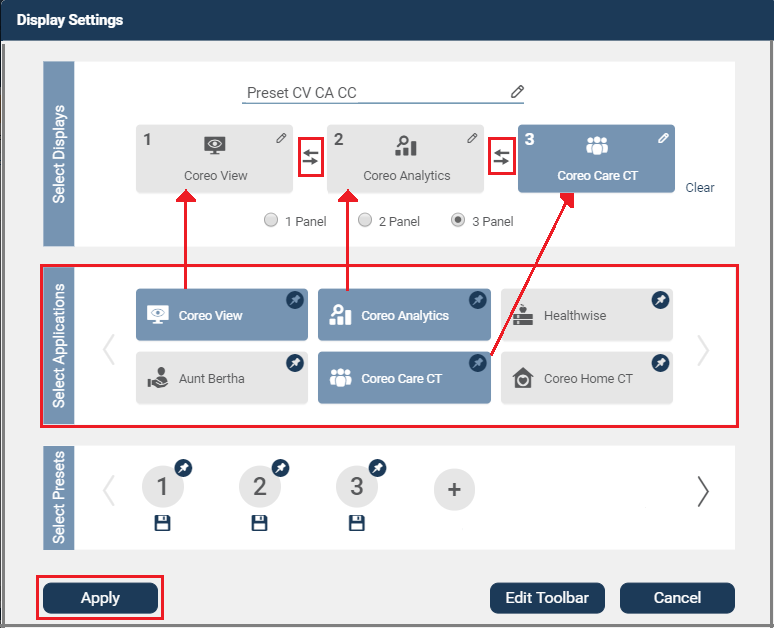 Display Settings
Select Displays
Preset CV CA CC
1
Coreo View
2
Coreo Analytics
3
Coreo Care CT
Clear
1 Panel
2 Panel
3 Panel
Select Applications
Coreo View
Coreo Analytics
Healthwise
Aunt Bertha
Coreo Care CT
Coreo Home CT
Select Presets
1
2
3
+
Apply
Edit Toolbar
Cancel